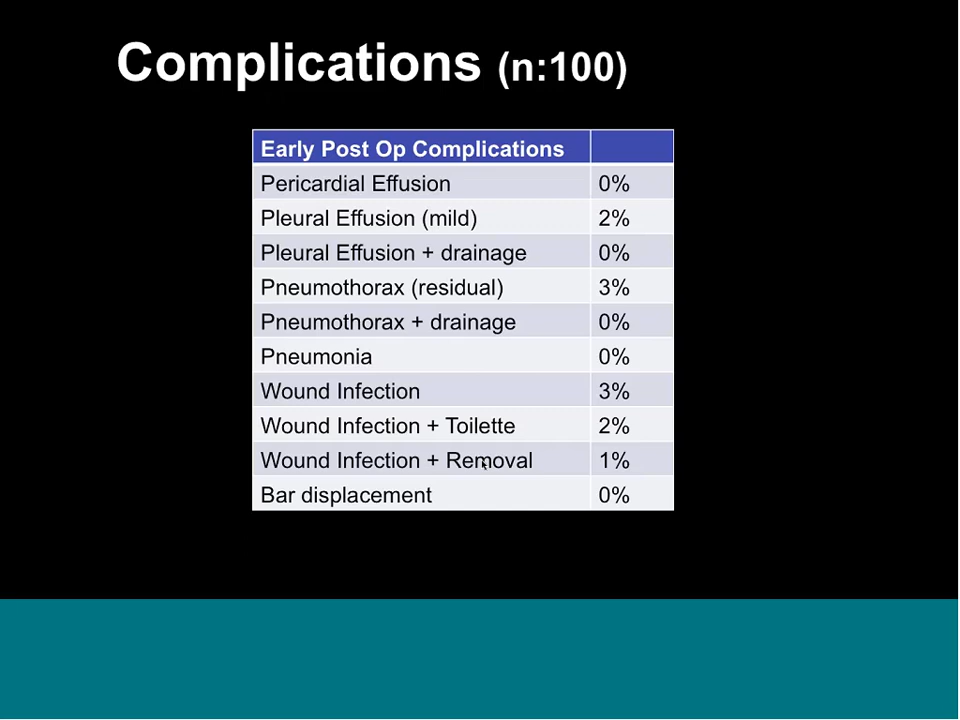 Complications (n:100)
Early Post Op Complications
Pericardial Effusion 0%
Pleural Effusion (mild) 2%
Pleural Effusion + drainage 0%
Pneumothorax (residual) 3%
Pneumothorax + drainage 0%
Pneumonia 0%
Wound Infection 3%
Wound Infection + Toilette 2%
Wound Infection + Removal 1%
Bar displacement 0%